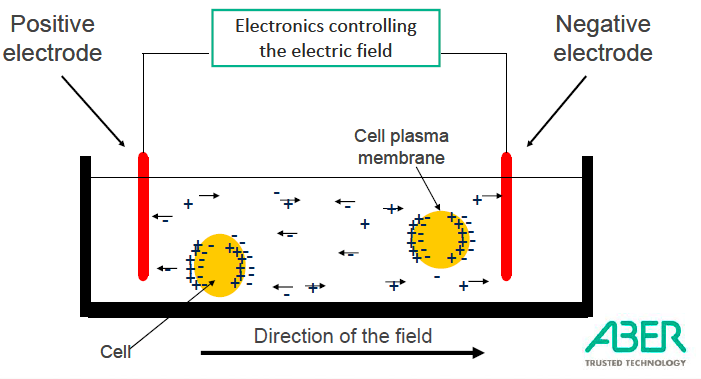 Positive
electrode
Electronics controlling
the electric field
Negative
electrode
Cell plasma
membrane
Cell
Direction of the field
ABER
TRUSTED TECHNOLOGY